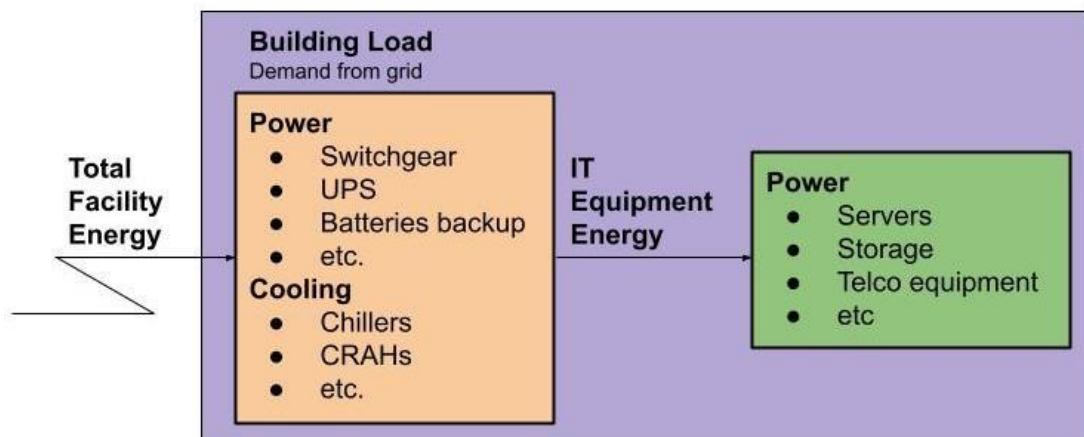 Building Load
Demand from grid
Total
Facility
Energy
Power
● Switchgear
● UPS
● Batteries backup
● etc.
Cooling
● Chillers
● CRAHs
● etc.
IT
Equipment
Energy
Power
● Servers
● Storage
● Telco equipment
● etc